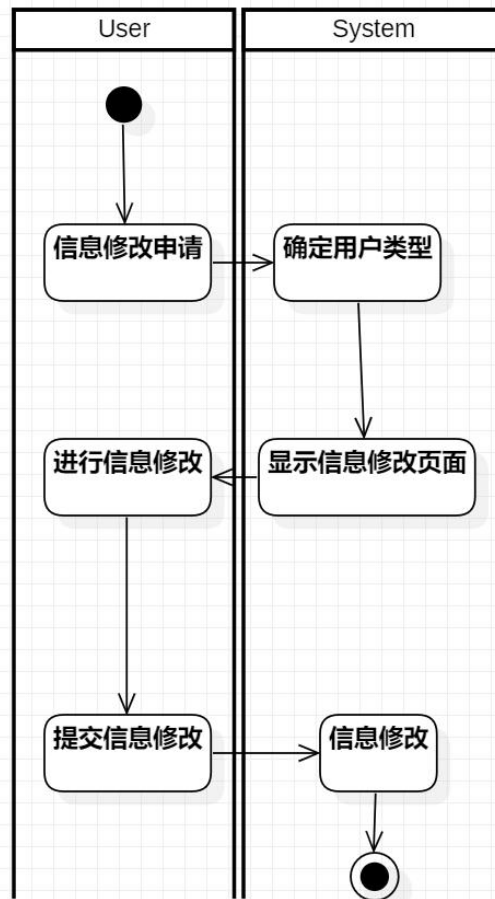 User
System
信息修改申请
确定用户类型
进行信息修改
显示信息修改页面
提交信息修改
信息修改